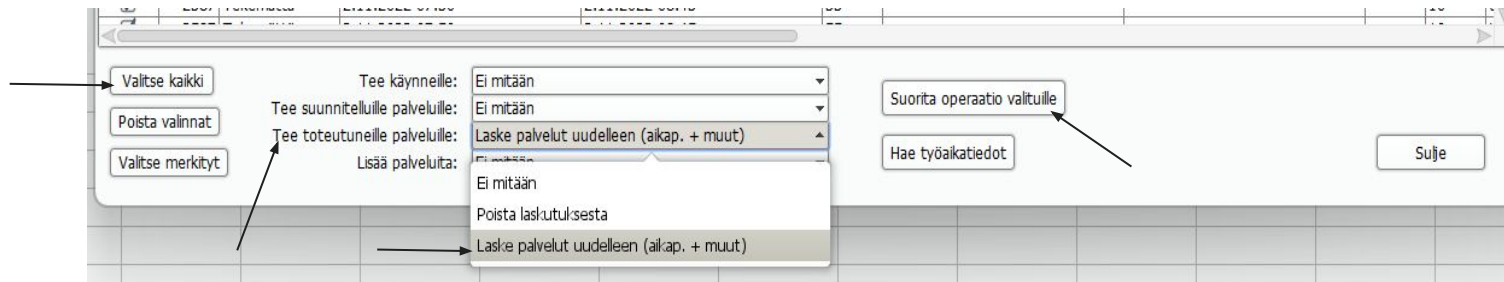 Valitse kaikki
Tee käynneille: Ei mitään
Suorita operaatio valituille
Poista valinnat
Tee suunnitelluille palveluille: Ei mitään
Tee toteutuneille palveluille: Laske palvelut uudelleen (aikap. + muut)
Valitse merkityt
Lisää palveluita: Ei mitään
Hae työaikatiedot
Sulje
Ei mitään
Poista laskutuksesta
Laske palvelut uudelleen (aikap. + muut)